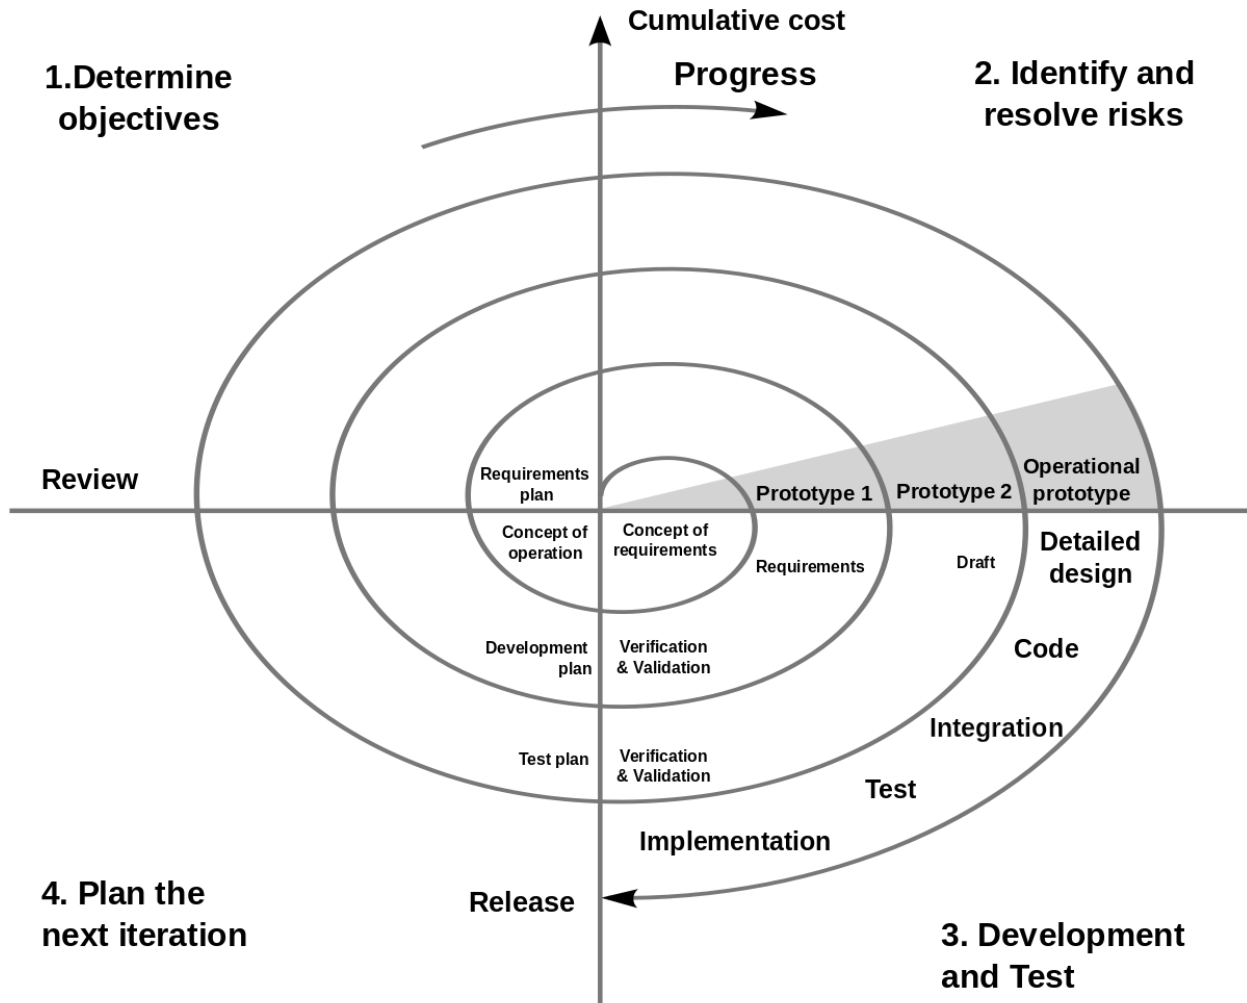 Cumulative cost
Progress
1.Determine
objectives
2. Identify and
resolve risks
Review
Requirements
plan
Concept of
operation
Concept of
requirements
Prototype 1
Prototype 2
Operational
prototype
Requirements
Draft
Detailed
design
Development
plan
Verification
& Validation
Code
Integration
Test plan
Verification
& Validation
Test
Implementation
Release
4. Plan the
next iteration
3. Development
and Test